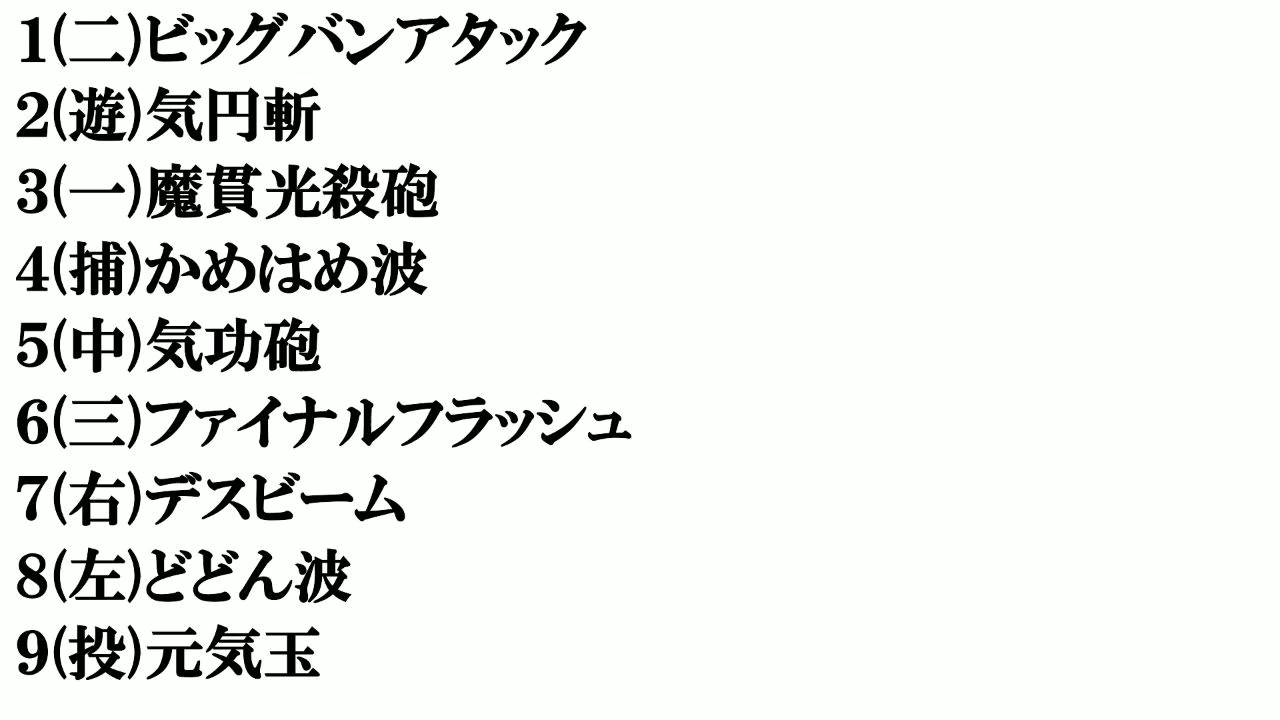 1(二)ビッグバンアタック
2(遊)気円斬
3(一)魔貫光殺砲
4(捕)かめはめ波
5(中)気功砲
6(三)ファイナルフラッシュ
7(右)デスビーム
8(左)どどん波
9(投)元気玉